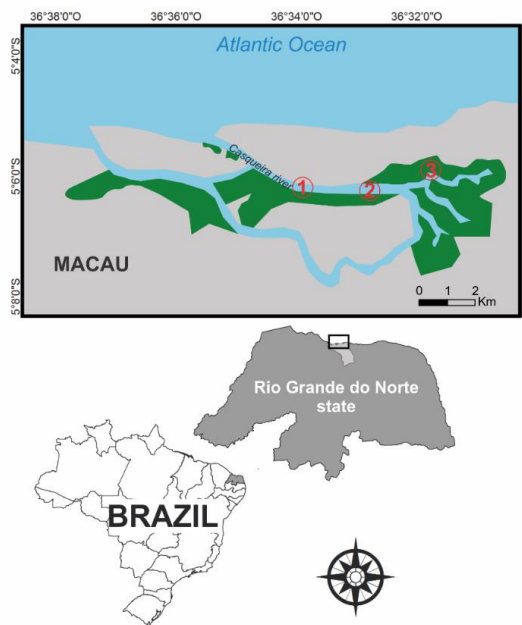 36°38'0"W
36°36'0"W
36°34'0"W
36°32'0"W
5°4'0"S
5°6'0"S
5°8'0"S
Atlantic Ocean
Casqueira river
1
2
3
MACAU
0 1 2
Km
Rio Grande do Norte
state
BRAZIL